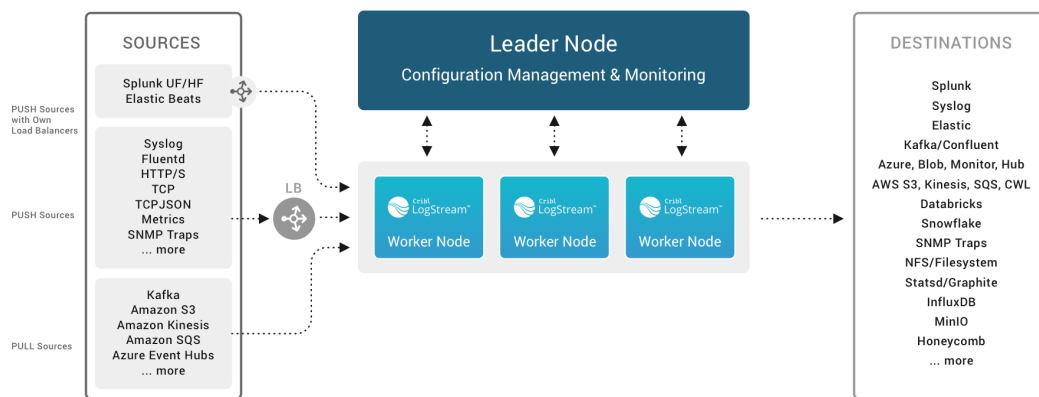 SOURCES
PUSH Sources
with Own
Load Balancers
Splunk UF/HF
Elastic Beats
PUSH Sources
Syslog
Fluentd
HTTP/S
TCP
TCPJSON
Metrics
SNMP Traps
... more
PULL Sources
Kafka
Amazon S3
Amazon Kinesis
Amazon SQS
Azure Event Hubs
... more
LB
Leader Node
Configuration Management & Monitoring
Cribl
LogStream™
Worker Node
Cribl
LogStream™
Worker Node
Cribl
LogStream™
Worker Node
DESTINATIONS
Splunk
Syslog
Elastic
Kafka/Confluent
Azure, Blob, Monitor, Hub
AWS S3, Kinesis, SQS, CWL
Databricks
Snowflake
SNMP Traps
NFS/Filesystem
Statsd/Graphite
InfluxDB
MinIO
Honeycomb
... more